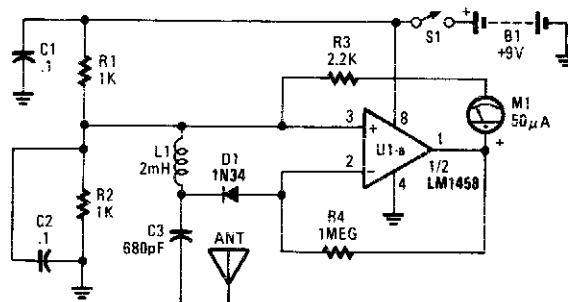 C1
.1
R1
1K
R3
2.2K
S1
+
B1
+9V
M1
50μA
+
3
+
8
U1-a
1
2
−
4
1/2
LM1458
L1
2mH
D1
1N34
R2
1K
C2
.1
C3
680pF
ANT
R4
1MEG